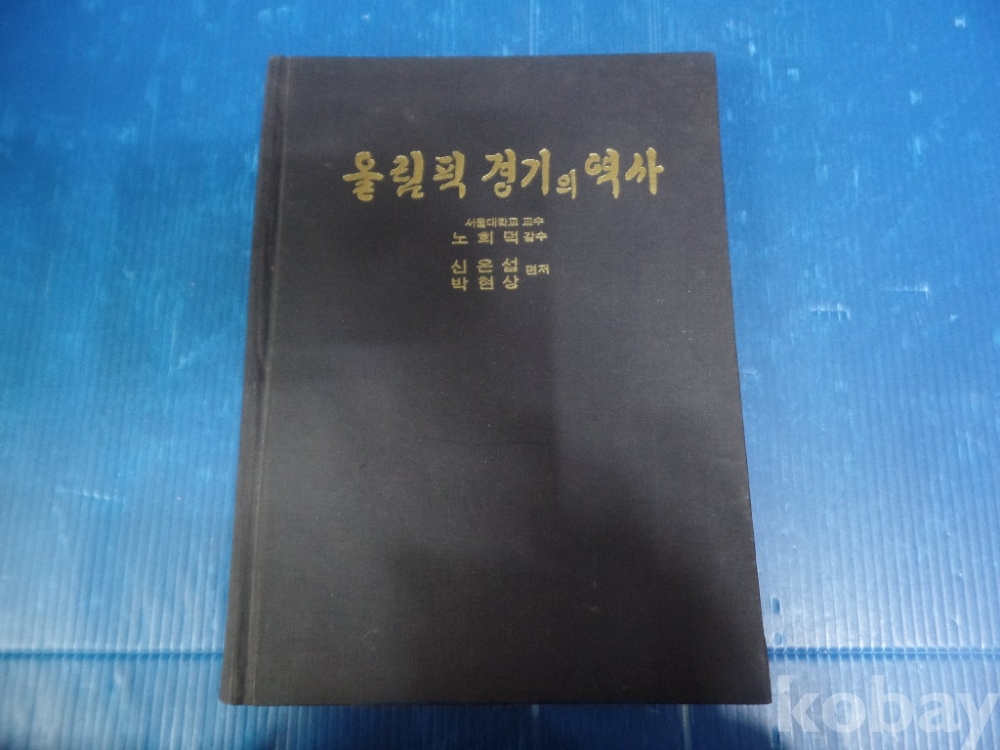 올림픽 경기의 역사
서울대학교 교수
노희덕 감수
신은섭 편저
박현상
kobay